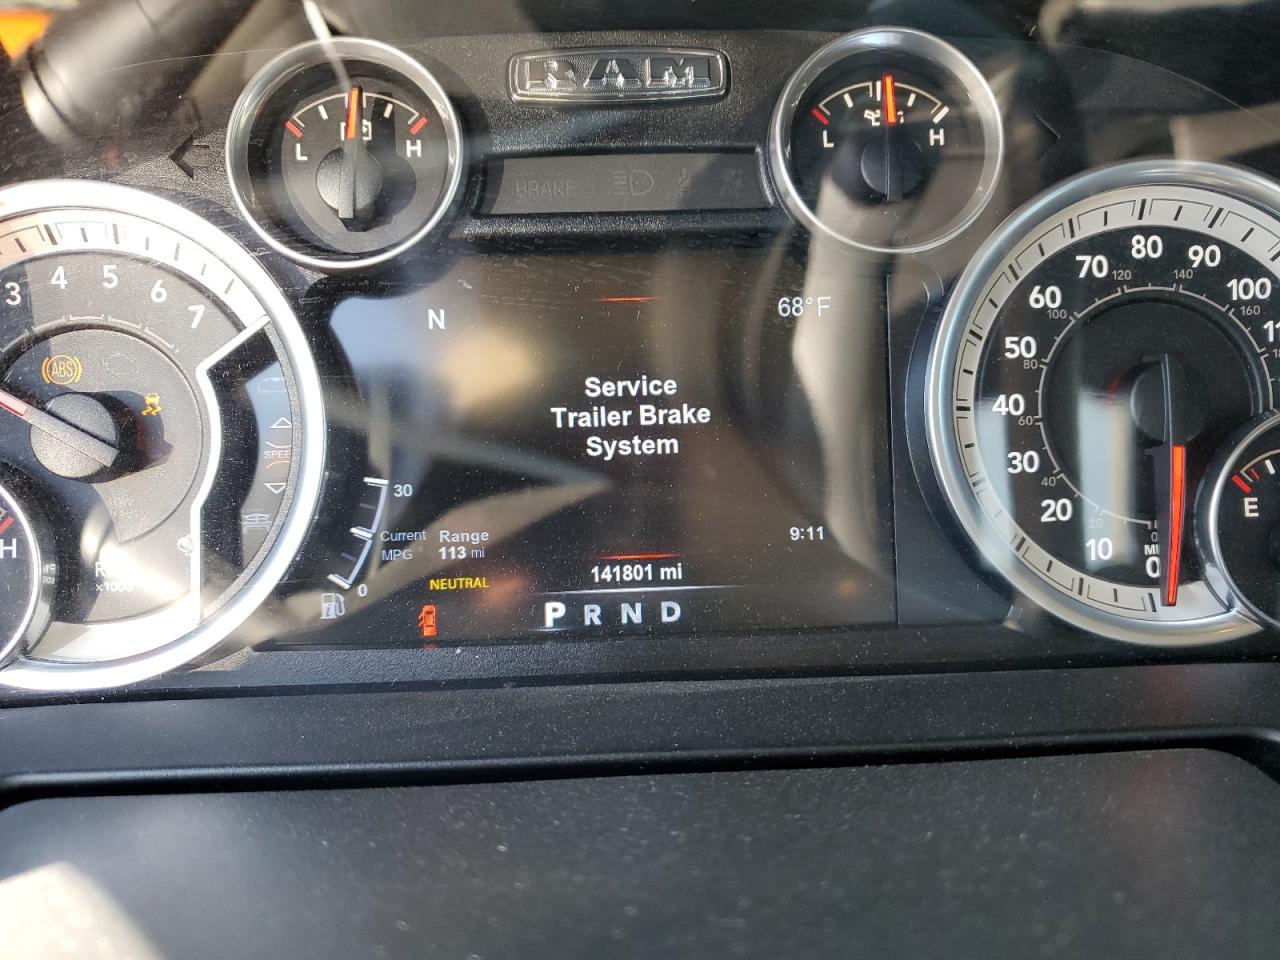 RAM
L H
L H
BRAKE
3 4 5 6 7
ABS
x1000
H
N
68°F
Service
Trailer Brake
System
30
Current
MPG
0
Range
113 mi
9:11
NEUTRAL
141801 mi
P R N D
0 10 20 30 40 50 60 70 80 90 100
20 40 60 80 100 120 140 160
E